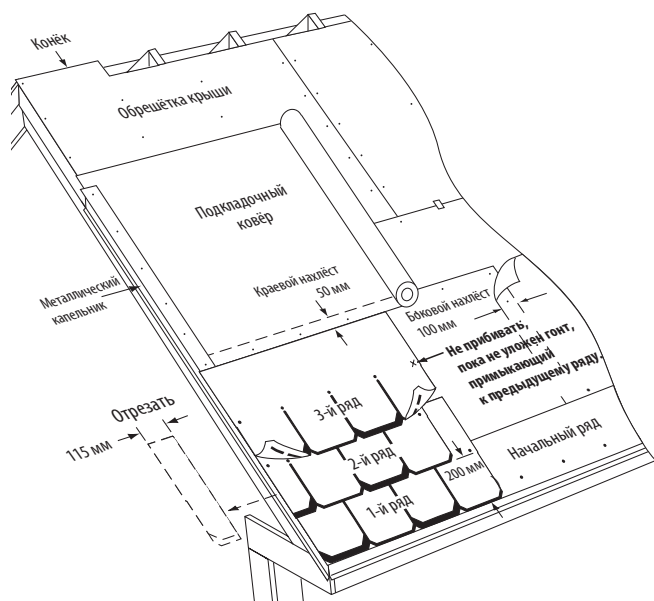 Конёк
Обрешётка крыши
Подкладочный
ковёр
Металлический
капельник
Краевой нахлёст
50 мм
Боковой нахлёст
100 мм
Не прибивать,
пока не уложен гонт,
примыкающий
к предыдущему ряду.
Отрезать
115 мм
3-й ряд
2-й ряд
1-й ряд
200 мм
Начальный ряд